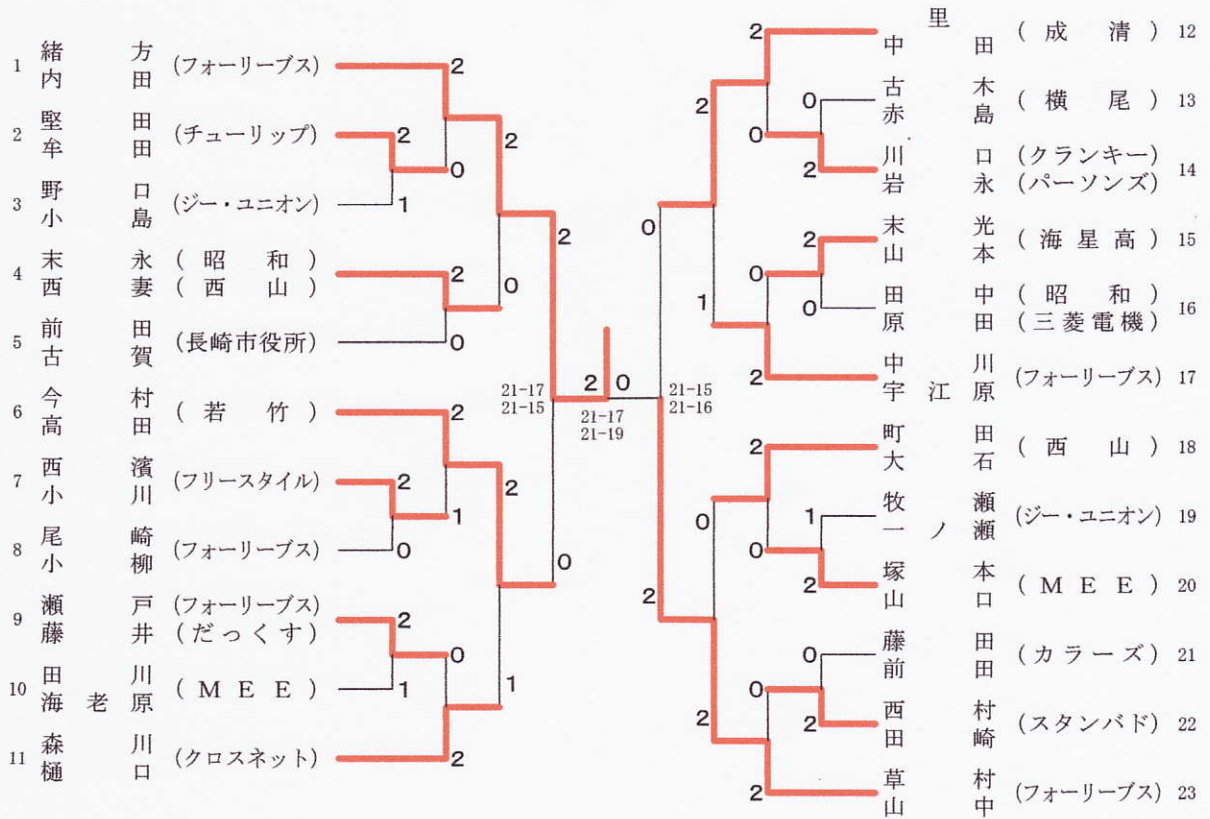 1 緒方 (フォーリーブス) 2
内田
2 堅田 (チューリップ) 2
牟田 0
3 野口 (ジー・ユニオン) 1
小島
2
4 末永 (昭和) 2
西妻 (西山)
0
5 前田 (長崎市役所) 0
古賀
2
6 今村 (若竹) 2
高田
7 西濱 (フリースタイル) 2
小川 1
8 尾崎 (フォーリーブス) 0
小柳
2
9 瀬戸 (フォーリーブス) 2
藤井 (だっくす) 0
10 田川 (MEE) 1
海老原
1
11 森川 (クロスネット) 2
樋口
0
21-17
21-15
2 0
21-17
21-19
21-15
21-16
2 中里田 (成清) 12
0 古木 (横尾) 13
赤島
0
2 川口 (クランキー) 14
岩永 (パーソンズ)
2
0
2 末光 (海星高) 15
山本
0
0 田中 (昭和) 16
原田 (三菱電機)
1
2 中川 (フォーリーブス) 17
宇江原
2 町田 (西山) 18
大石
1 牧瀬 (ジー・ユニオン) 19
一ノ瀬
0
2 塚本 (MEE) 20
山口
0
2
0 藤田 (カラーズ) 21
前田
0
2 西村 (スタンバド) 22
田崎
2
2 草村 (フォーリーブス) 23
山中